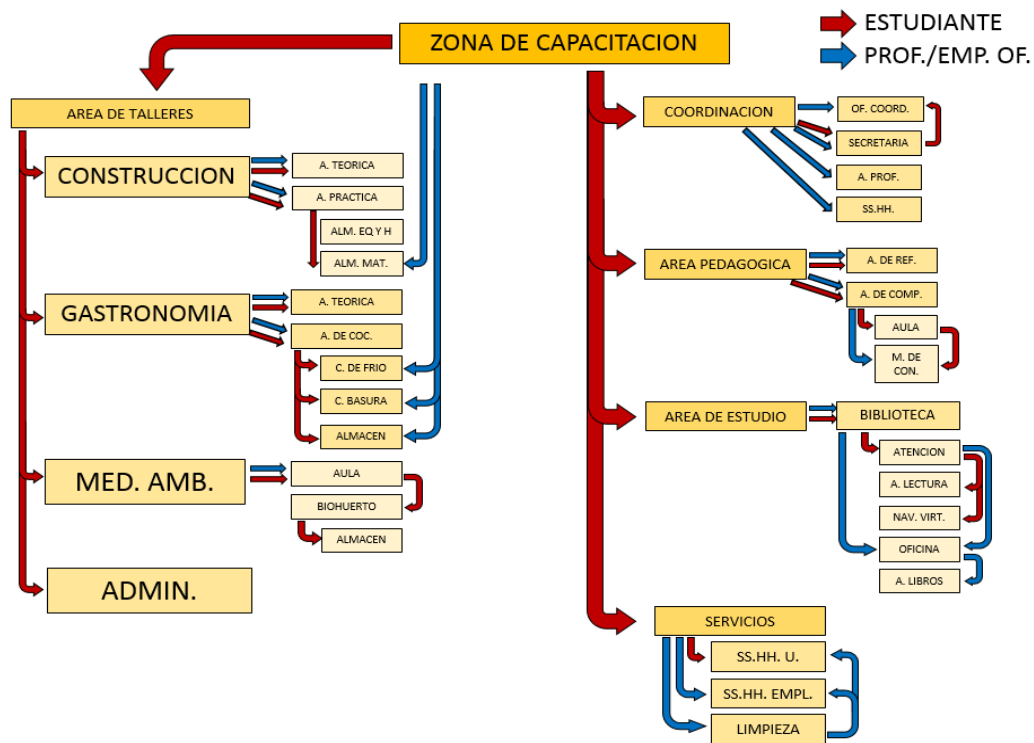 ZONA DE CAPACITACION
ESTUDIANTE
PROF./EMP. OF.
AREA DE TALLERES
CONSTRUCCION
A. TEORICA
A. PRACTICA
ALM. EQ Y H
ALM. MAT.
GASTRONOMIA
A. TEORICA
A. DE COC.
C. DE FRIO
C. BASURA
ALMACEN
MED. AMB.
AULA
BIOHUERTO
ALMACEN
ADMIN.
COORDINACION
OF. COORD.
SECRETARIA
A. PROF.
SS.HH.
AREA PEDAGOGICA
A. DE REF.
A. DE COMP.
AULA
M. DE
CON.
AREA DE ESTUDIO
BIBLIOTECA
ATENCION
A. LECTURA
NAV. VIRT.
OFICINA
A. LIBROS
SERVICIOS
SS.HH. U.
SS.HH. EMPL.
LIMPIEZA